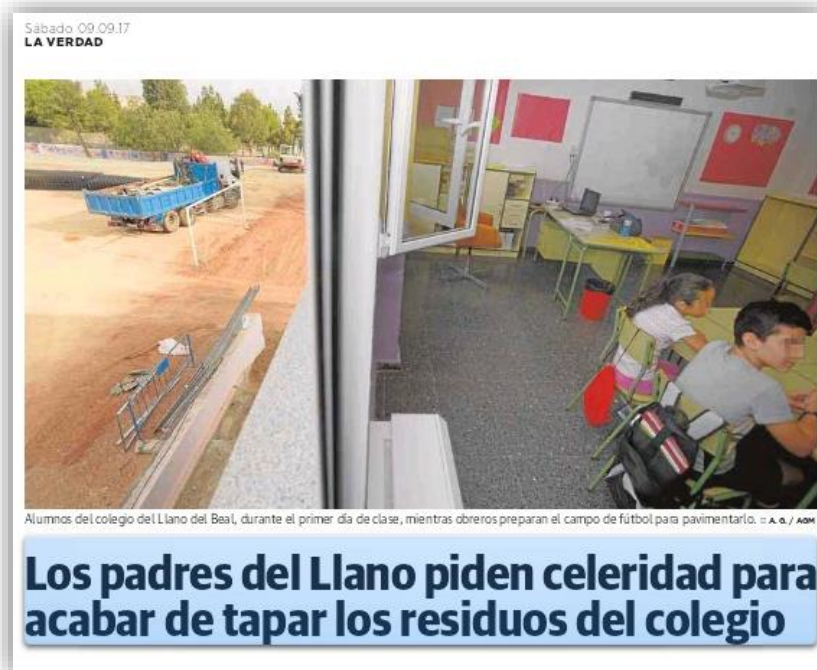 Sábado 09.09.17
LA VERDAD
Alumnos del colegio del Llano del Beal, durante el primer día de clase, mientras obreros preparan el campo de fútbol para pavimentarlo. :: A. G. / AGM
Los padres del Llano piden celeridad para
acabar de tapar los residuos del colegio